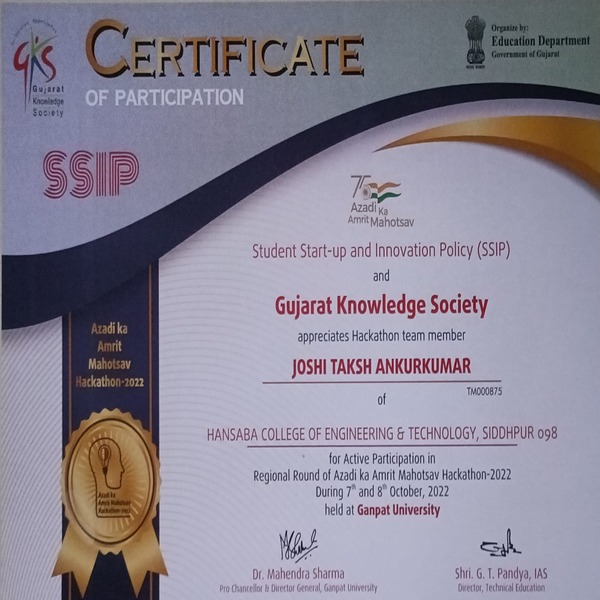 GKS
Gujarat
Knowledge
Society
CERTIFICATE
OF PARTICIPATION
Organize by:
Education Department
Government of Gujarat
SSIP
75
Azadi Ka
Amrit Mahotsav
Student Start-up and Innovation Policy (SSIP)
and
Gujarat Knowledge Society
appreciates Hackathon team member
JOSHI TAKSH ANKURKUMAR
TM000875
of
HANSABA COLLEGE OF ENGINEERING & TECHNOLOGY, SIDDHPUR 098
for Active Participation in
Regional Round of Azadi ka Amrit Mahotsav Hackathon-2022
During 7th and 8th October, 2022
held at Ganpat University
Azadi ka
Amrit
Mahotsav
Hackathon-2022
Azadi ka
Amrit Mahotsav
Hackathon-2022
Dr. Mahendra Sharma
Pro Chancellor & Director General, Ganpat University
Shri. G. T. Pandya, IAS
Director, Technical Education